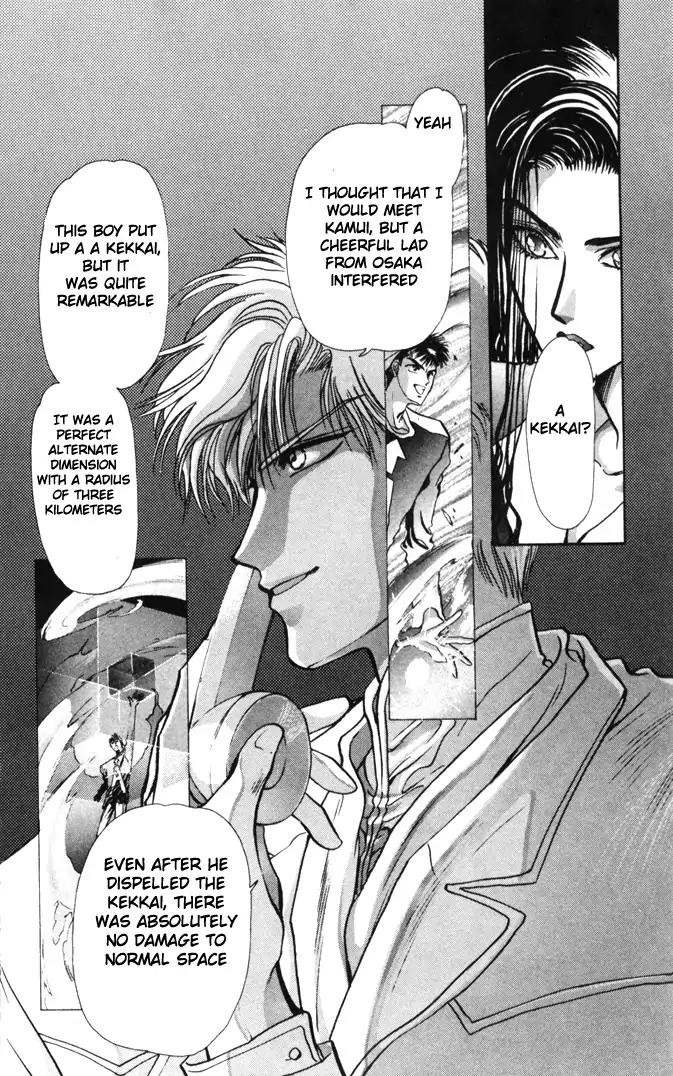 A
KEKKAI?
YEAH
I THOUGHT THAT I
WOULD MEET
KAMUI, BUT A
CHEERFUL LAD
FROM OSAKA
INTERFERED
THIS BOY PUT
UP A A KEKKAI,
BUT IT
WAS QUITE
REMARKABLE
IT WAS A
PERFECT
ALTERNATE
DIMENSION
WITH A RADIUS
OF THREE
KILOMETERS
EVEN AFTER HE
DISPELLED THE
KEKKAI, THERE
WAS ABSOLUTELY
NO DAMAGE TO
NORMAL SPACE